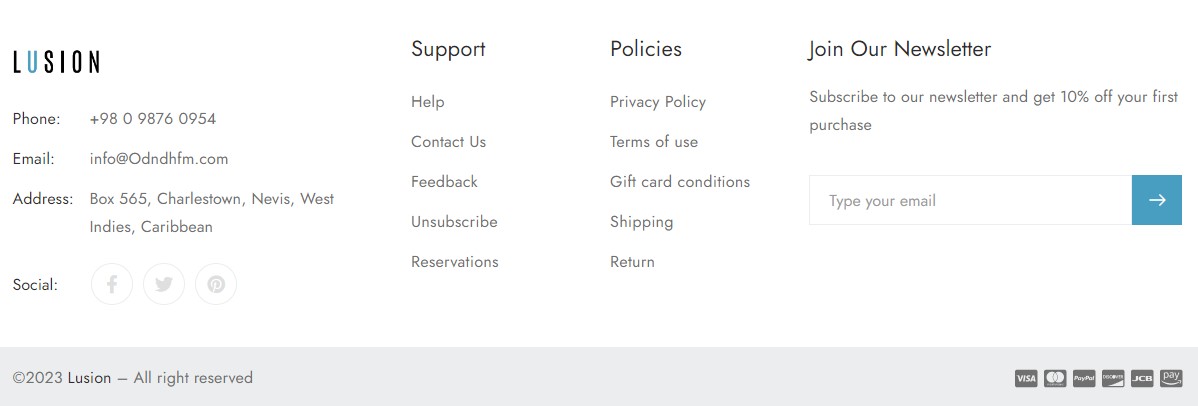 LUSION
Phone: +98 0 9876 0954
Email: info@Odndhfm.com
Address: Box 565, Charlestown, Nevis, West
Indies, Caribbean
Social:
Support
Help
Contact Us
Feedback
Unsubscribe
Reservations
Policies
Privacy Policy
Terms of use
Gift card conditions
Shipping
Return
Join Our Newsletter
Subscribe to our newsletter and get 10% off your first
purchase
Type your email
©2023 Lusion – All right reserved
VISA PayPal DISCOVER JCB pay